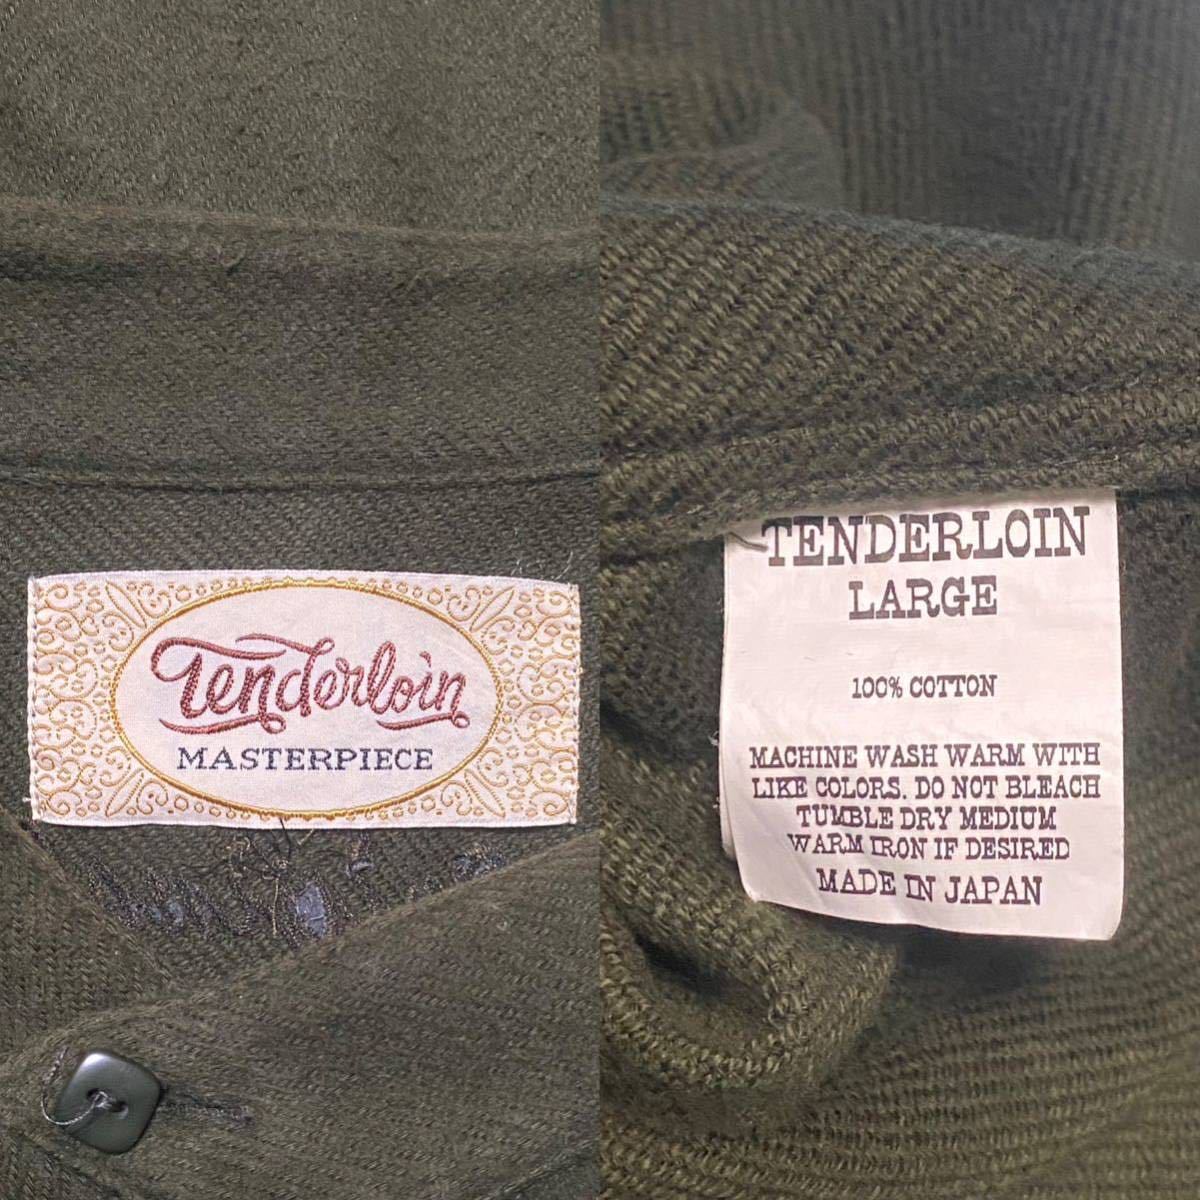 Tenderloin
MASTERPIECE
TENDERLOIN
LARGE
100% COTTON
MACHINE WASH WARM WITH
LIKE COLORS. DO NOT BLEACH
TUMBLE DRY MEDIUM
WARM IRON IF DESIRED
MADE IN JAPAN